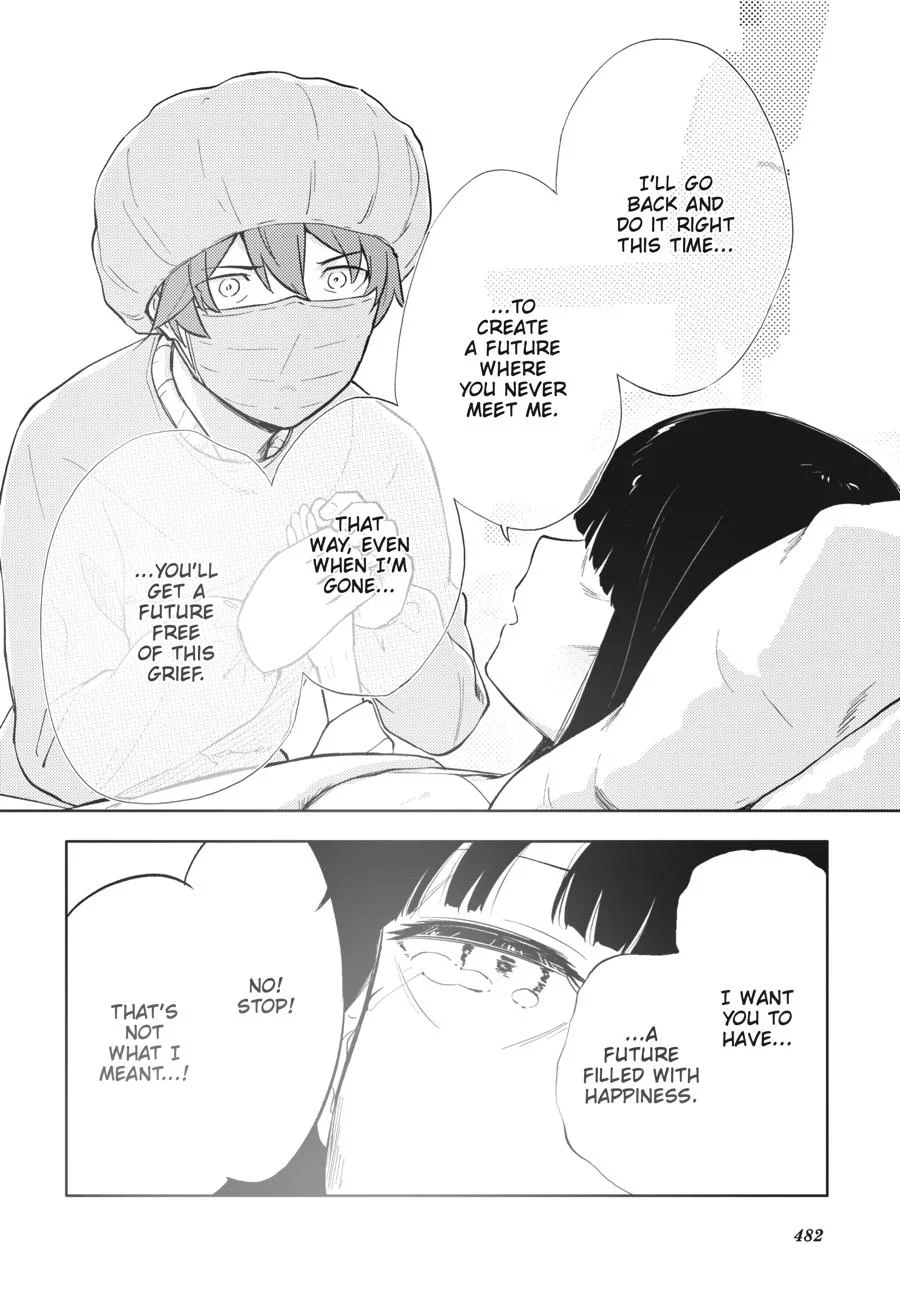 I'LL GO
BACK AND
DO IT RIGHT
THIS TIME...
...TO
CREATE
A FUTURE
WHERE
YOU NEVER
MEET ME.
THAT
WAY, EVEN
WHEN I'M
GONE...
...YOU'LL
GET A
FUTURE
FREE
OF THIS
GRIEF.
I WANT
YOU TO
HAVE...
...A
FUTURE
FILLED WITH
HAPPINESS.
NO!
STOP!
THAT'S
NOT
WHAT I
MEANT...!
482